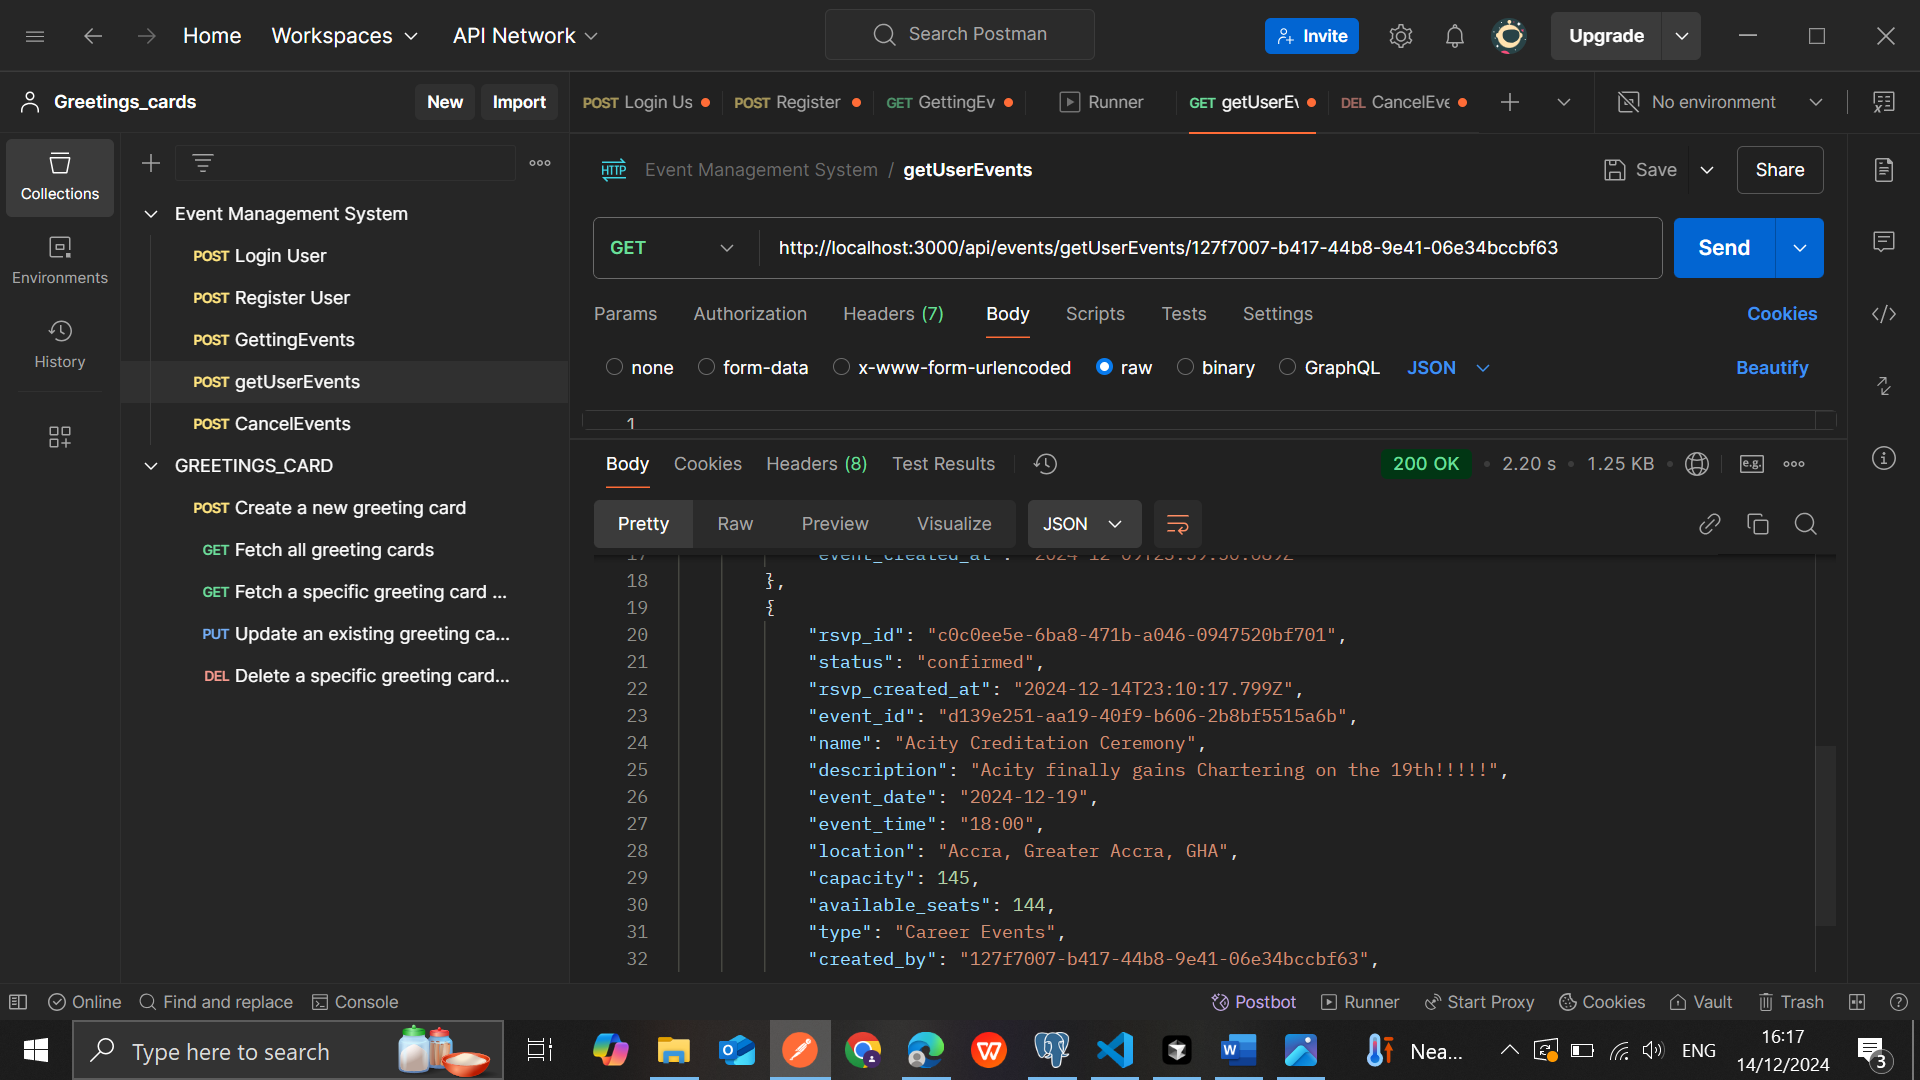 Home
Workspaces
API Network
Search Postman
Invite
Upgrade
Greetings_cards
New
Import
POST Login Us
POST Register
GET GettingEv
Runner
GET getUserEv
DEL CancelEve
No environment
Collections
Environments
History
Event Management System
POST Login User
POST Register User
POST GettingEvents
POST getUserEvents
POST CancelEvents
GREETINGS_CARD
POST Create a new greeting card
GET Fetch all greeting cards
GET Fetch a specific greeting card ...
PUT Update an existing greeting ca...
DEL Delete a specific greeting card...
HTTP Event Management System / getUserEvents
Save
Share
GET
http://localhost:3000/api/events/getUserEvents/127f7007-b417-44b8-9e41-06e34bccbf63
Send
Params Authorization Headers (7) Body Scripts Tests Settings
Cookies
none form-data x-www-form-urlencoded raw binary GraphQL JSON
Beautify
1
Body Cookies Headers (8) Test Results
200 OK • 2.20 s • 1.25 KB •
e.g.
Pretty Raw Preview Visualize JSON
17 "event_created_at": "2024-12-09T23:39:30.689Z"
18 },
19 {
20 "rsvp_id": "c0c0ee5e-6ba8-471b-a046-0947520bf701",
21 "status": "confirmed",
22 "rsvp_created_at": "2024-12-14T23:10:17.799Z",
23 "event_id": "d139e251-aa19-40f9-b606-2b8bf5515a6b",
24 "name": "Acity Creditation Ceremony",
25 "description": "Acity finally gains Chartering on the 19th!!!!!",
26 "event_date": "2024-12-19",
27 "event_time": "18:00",
28 "location": "Accra, Greater Accra, GHA",
29 "capacity": 145,
30 "available_seats": 144,
31 "type": "Career Events",
32 "created_by": "127f7007-b417-44b8-9e41-06e34bccbf63",
Online
Find and replace
Console
Postbot
Runner
Start Proxy
Cookies
Vault
Trash
Type here to search
Nea...
ENG
16:17
14/12/2024
3